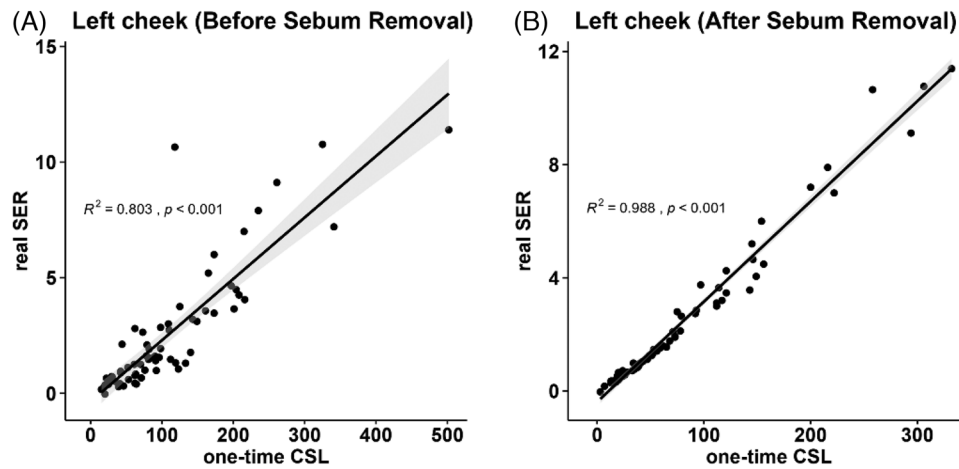 (A) Left cheek (Before Sebum Removal)
15
10
5
0
real SER
R² = 0.803 , p < 0.001
0 100 200 300 400 500
one-time CSL
(B) Left cheek (After Sebum Removal)
12
8
4
0
real SER
R² = 0.988 , p < 0.001
0 100 200 300
one-time CSL